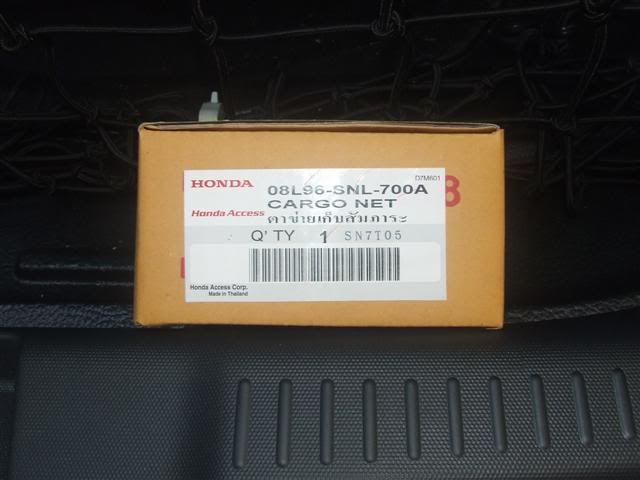 D7M601
HONDA 08L96-SNL-700A
CARGO NET
Honda Access ตาข่ายเก็บสัมภาระ
Q' TY 1 SN7T05
Honda Access Corp.
Made in Thailand
8